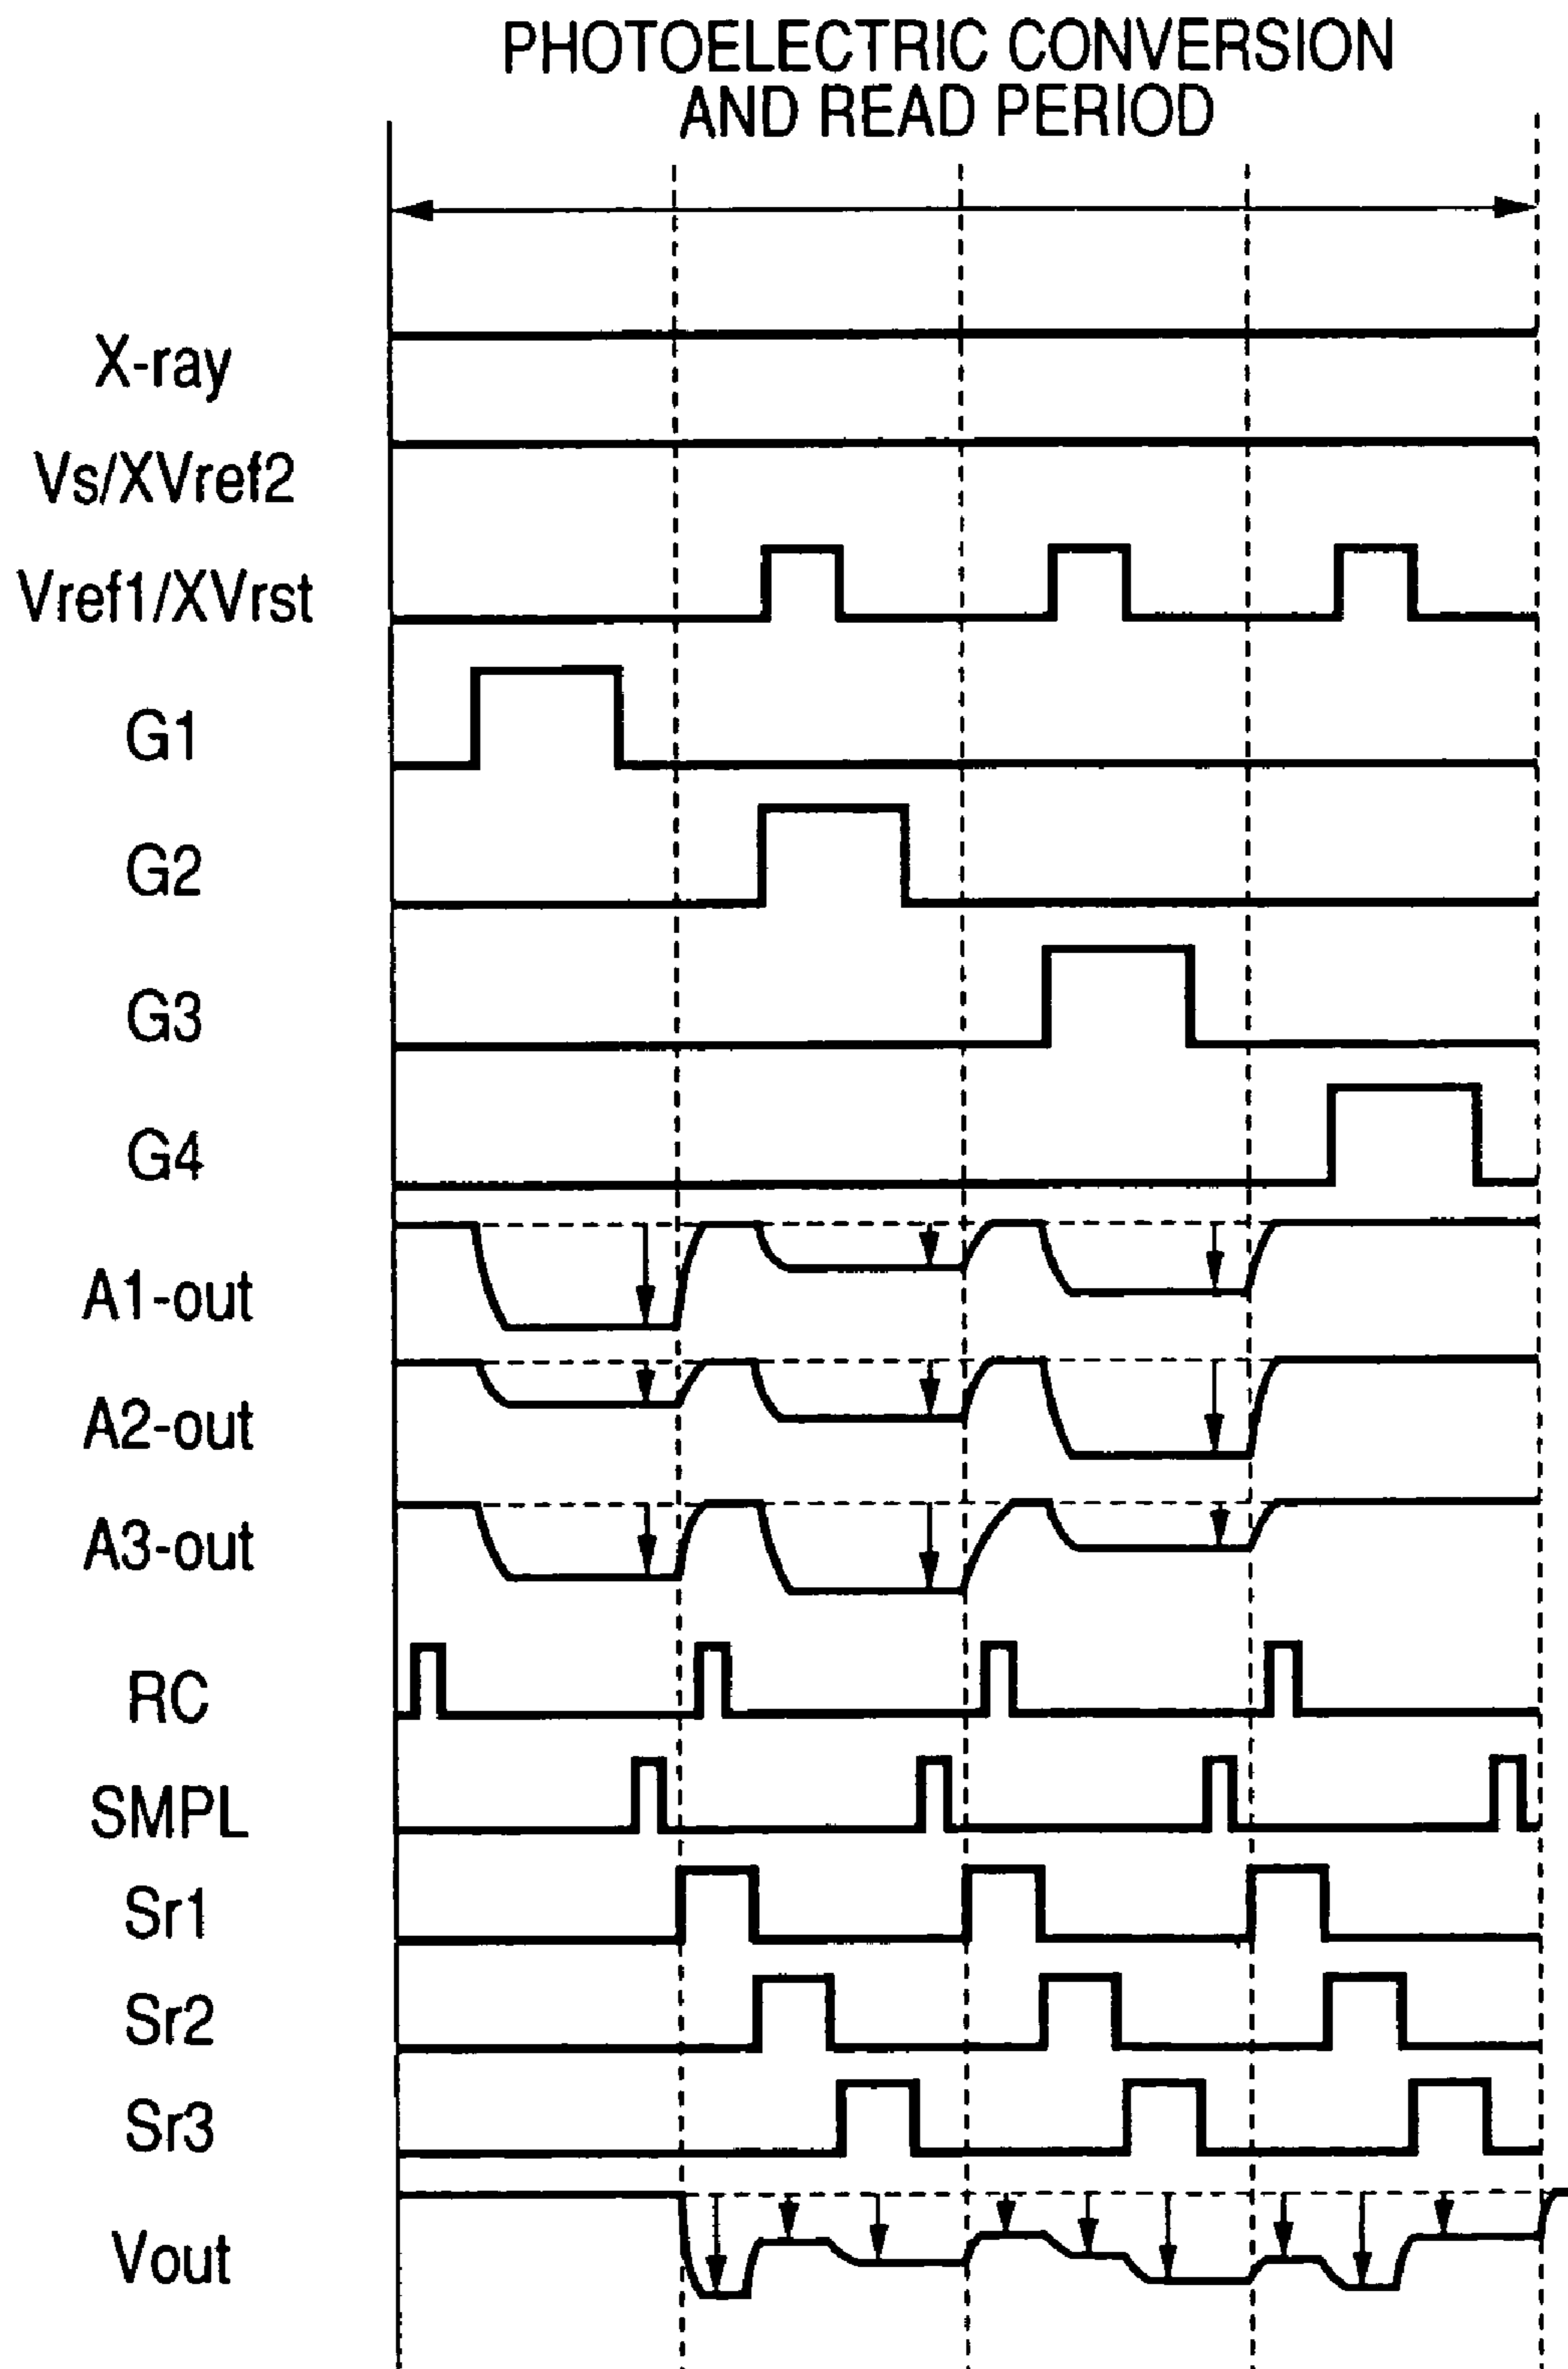 PHOTOELECTRIC CONVERSION
AND READ PERIOD
X-ray
Vs/XVref2
Vref1/XVrst
G1
G2
G3
G4
A1-out
A2-out
A3-out
RC
SMPL
Sr1
Sr2
Sr3
Vout